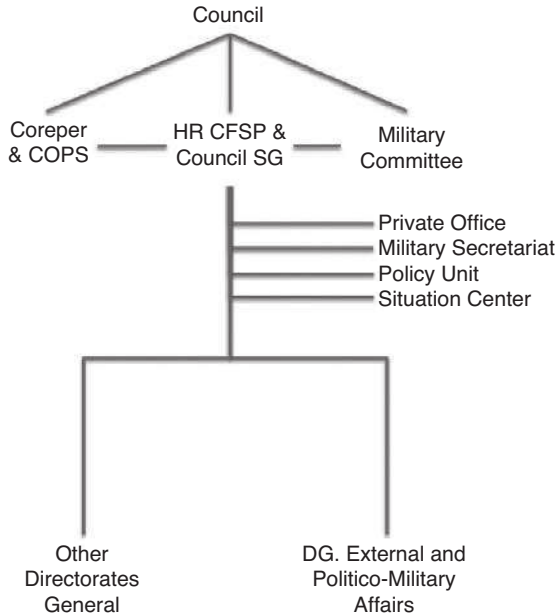 Council
Coreper
& COPS
HR CFSP &
Council SG
Military
Committee
Private Office
Military Secretariat
Policy Unit
Situation Center
Other
Directorates
General
DG. External and
Politico-Military
Affairs